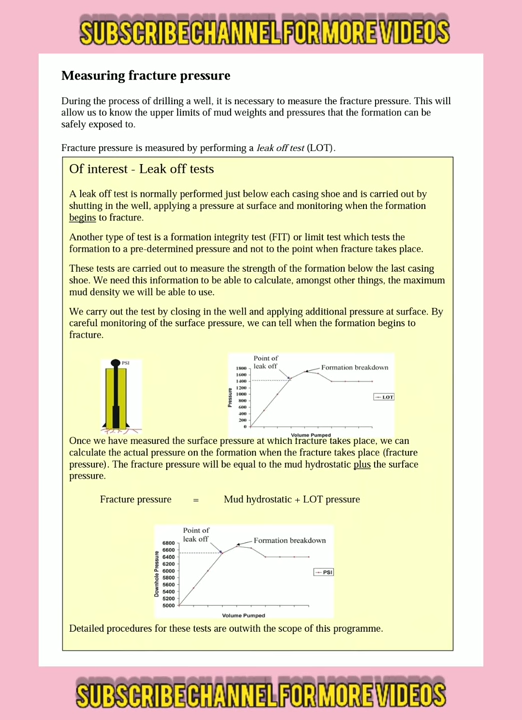 SUBSCRIBE CHANNEL FOR MORE VIDEOS
Measuring fracture pressure
During the process of drilling a well, it is necessary to measure the fracture pressure. This will
allow us to know the upper limits of mud weights and pressures that the formation can be
safely exposed to.
Fracture pressure is measured by performing a leak off test (LOT).
Of interest - Leak off tests
A leak off test is normally performed just below each casing shoe and is carried out by
shutting in the well, applying a pressure at surface and monitoring when the formation
begins to fracture.
Another type of test is a formation integrity test (FIT) or limit test which tests the
formation to a pre-determined pressure and not to the point when fracture takes place.
These tests are carried out to measure the strength of the formation below the last casing
shoe. We need this information to be able to calculate, amongst other things, the maximum
mud density we will be able to use.
We carry out the test by closing in the well and applying additional pressure at surface. By
careful monitoring of the surface pressure, we can tell when the formation begins to
fracture.
PSI
Point of
leak off
Formation breakdown
1800
1600
1400
1200
1000
800
600
400
200
0
Pressure
LOT
Volume Pumped
Once we have measured the surface pressure at which fracture takes place, we can
calculate the actual pressure on the formation when the fracture takes place (fracture
pressure). The fracture pressure will be equal to the mud hydrostatic plus the surface
pressure.
Fracture pressure = Mud hydrostatic + LOT pressure
Point of
leak off
Formation breakdown
6800
6600
6400
6200
6000
5800
5600
5400
5200
5000
Downhole Pressure
PSI
Volume Pumped
Detailed procedures for these tests are outwith the scope of this programme.
SUBSCRIBE CHANNEL FOR MORE VIDEOS